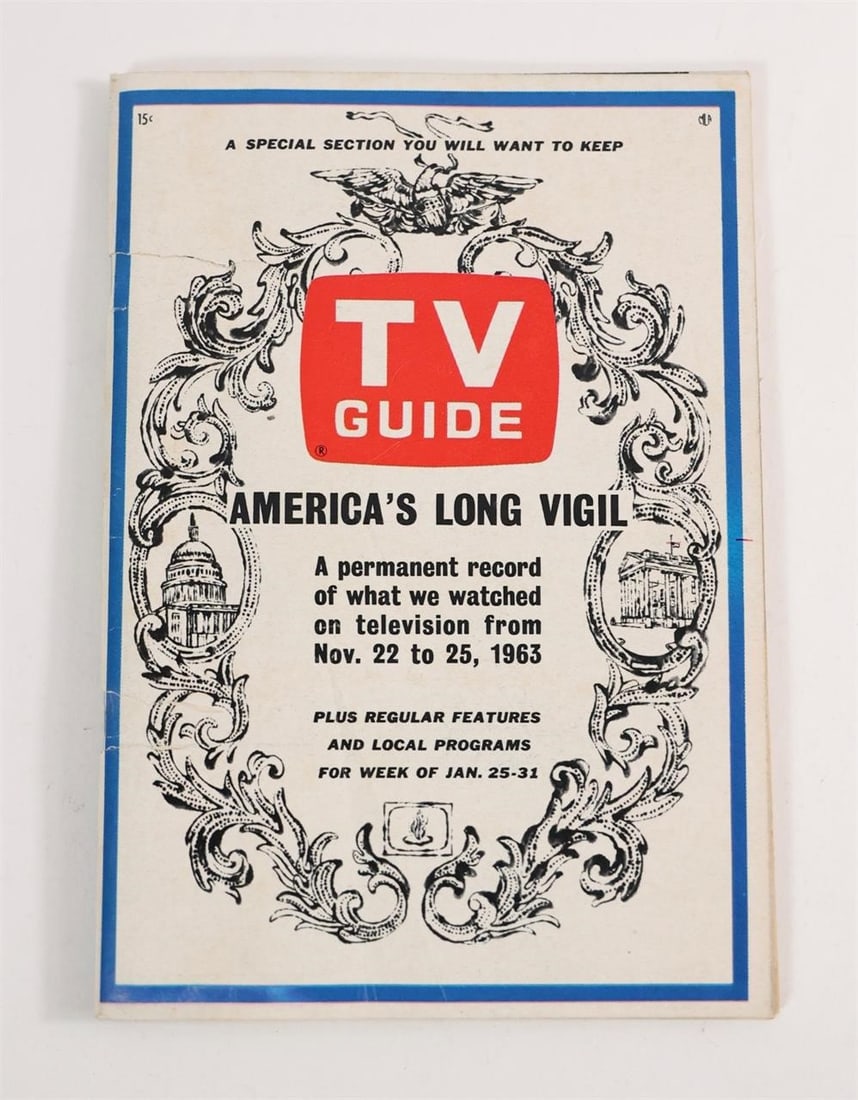 15¢
A SPECIAL SECTION YOU WILL WANT TO KEEP
TV
GUIDE
®
AMERICA'S LONG VIGIL
A permanent record
of what we watched
on television from
Nov. 22 to 25, 1963
PLUS REGULAR FEATURES
AND LOCAL PROGRAMS
FOR WEEK OF JAN. 25-31